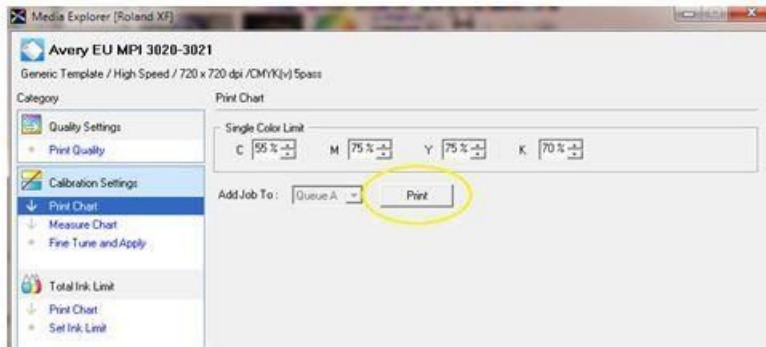 Media Explorer [Roland XF]
Avery EU MPI 3020-3021
Generic Template / High Speed / 720 x 720 dpi /CMYK(v) 5pass
Category
Print Chart
Quality Settings
Print Quality
Calibration Settings
Print Chart
Measure Chart
Fine Tune and Apply
Total Ink Limit
Print Chart
Set Ink Limit
Single Color Limit
C 55 % M 75 % Y 75 % K 70 %
Add Job To : Queue A Print